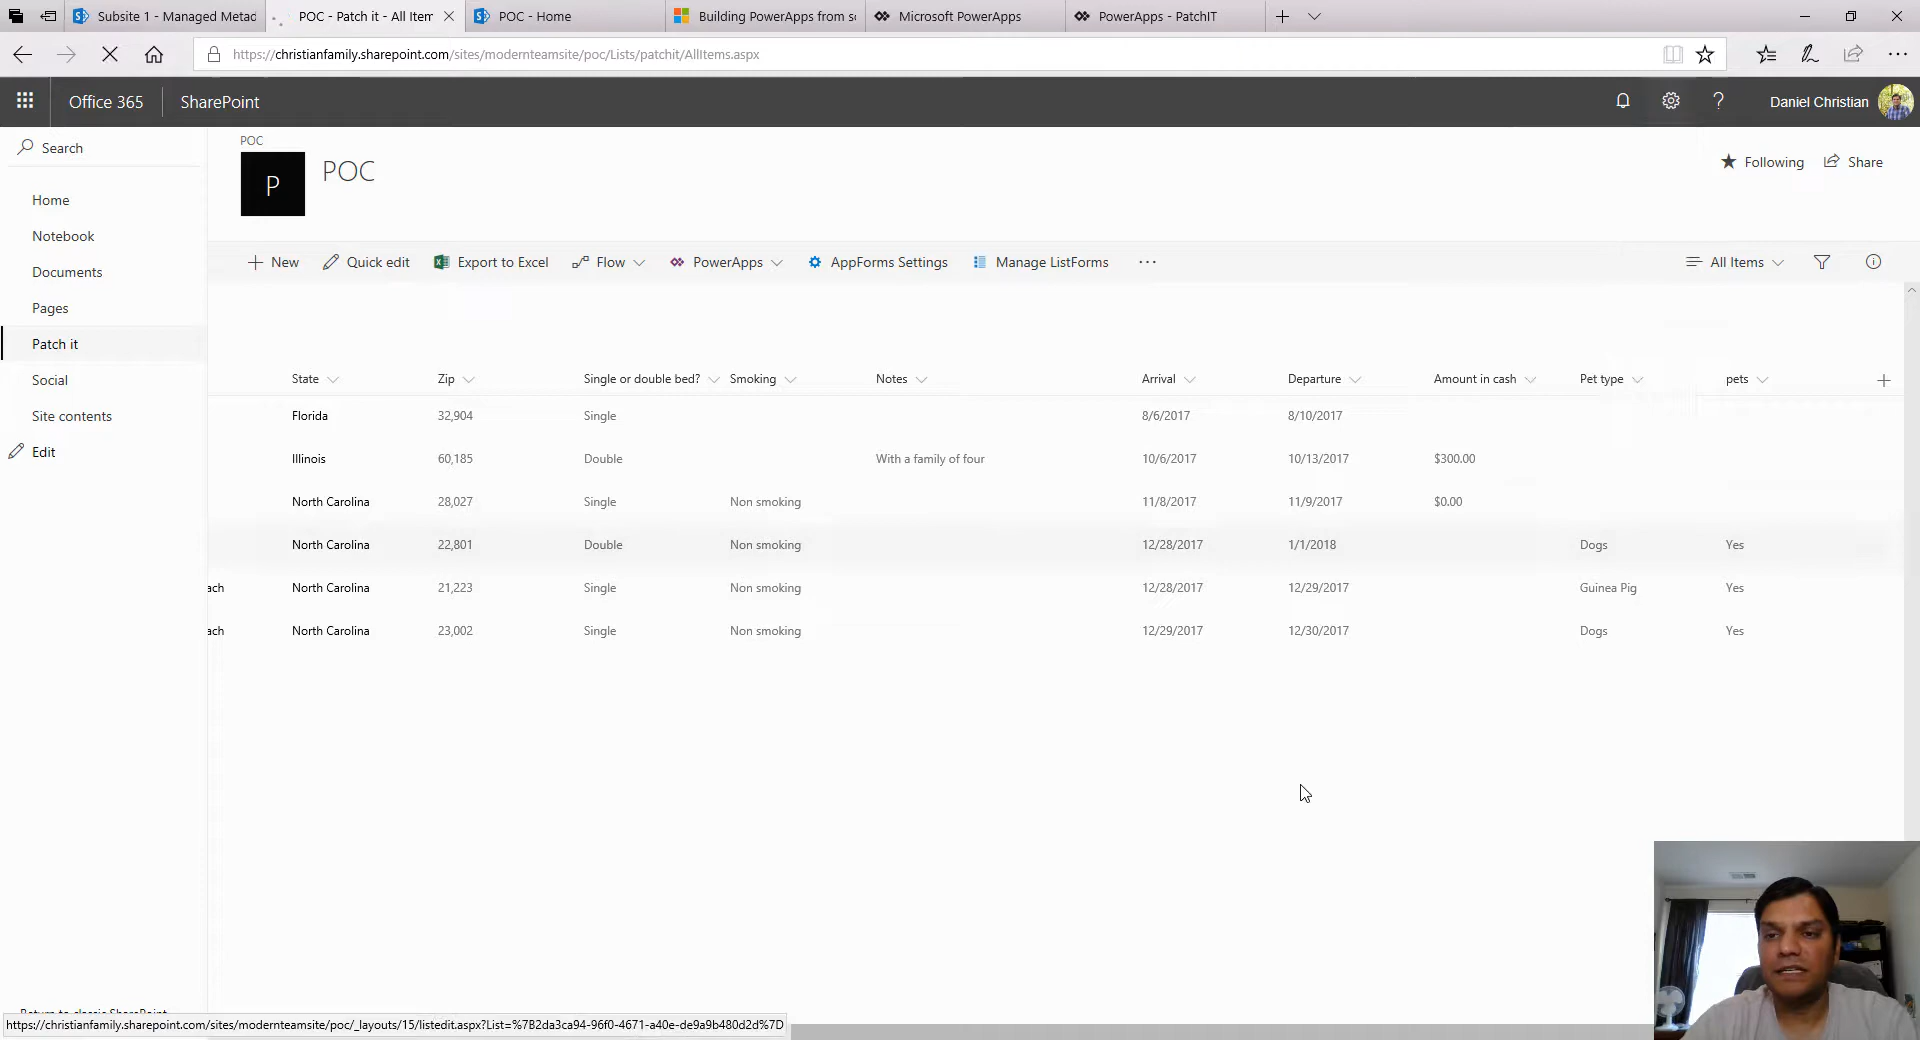 Subsite 1 - Managed Metad
POC - Patch it - All Item
POC - Home
Building PowerApps from s
Microsoft PowerApps
PowerApps - PatchIT
https://christianfamily.sharepoint.com/sites/modernteamsite/poc/Lists/patchit/AllItems.aspx
Office 365 SharePoint Daniel Christian
Search
POC
P POC
Following Share
Home
Notebook
Documents
Pages
Patch it
Social
Site contents
Edit
New Quick edit Export to Excel Flow PowerApps AppForms Settings Manage ListForms ... All Items
State Zip Single or double bed? Smoking Notes Arrival Departure Amount in cash Pet type pets
Florida 32,904 Single 8/6/2017 8/10/2017
Illinois 60,185 Double With a family of four 10/6/2017 10/13/2017 $300.00
North Carolina 28,027 Single Non smoking 11/8/2017 11/9/2017 $0.00
North Carolina 22,801 Double Non smoking 12/28/2017 1/1/2018 Dogs Yes
ach North Carolina 21,223 Single Non smoking 12/28/2017 12/29/2017 Guinea Pig Yes
ach North Carolina 23,002 Single Non smoking 12/29/2017 12/30/2017 Dogs Yes
Return to classic SharePoint
https://christianfamily.sharepoint.com/sites/modernteamsite/poc/_layouts/15/listedit.aspx?List=%7B2da3ca94-96f0-4671-a40e-de9a9b480d2d%7D